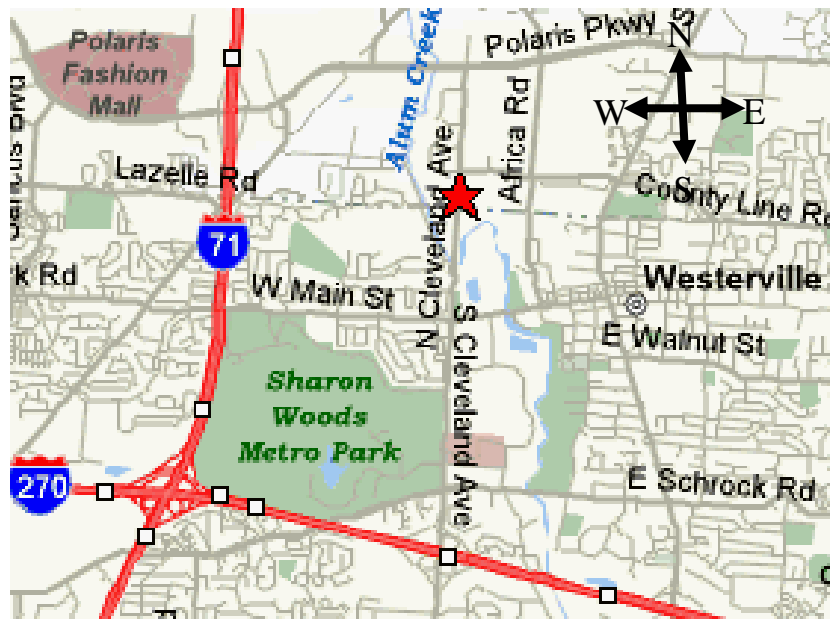 Polaris
Fashion
Mall
Alum Creek
Polaris Pkwy
N
W
E
S
Africa Rd
N Cleveland Ave
Lazelle Rd
County Line Rd
71
k Rd
W Main St
Westerville
E Walnut St
S Cleveland Ave
Sharon
Woods
Metro Park
270
E Schrock Rd